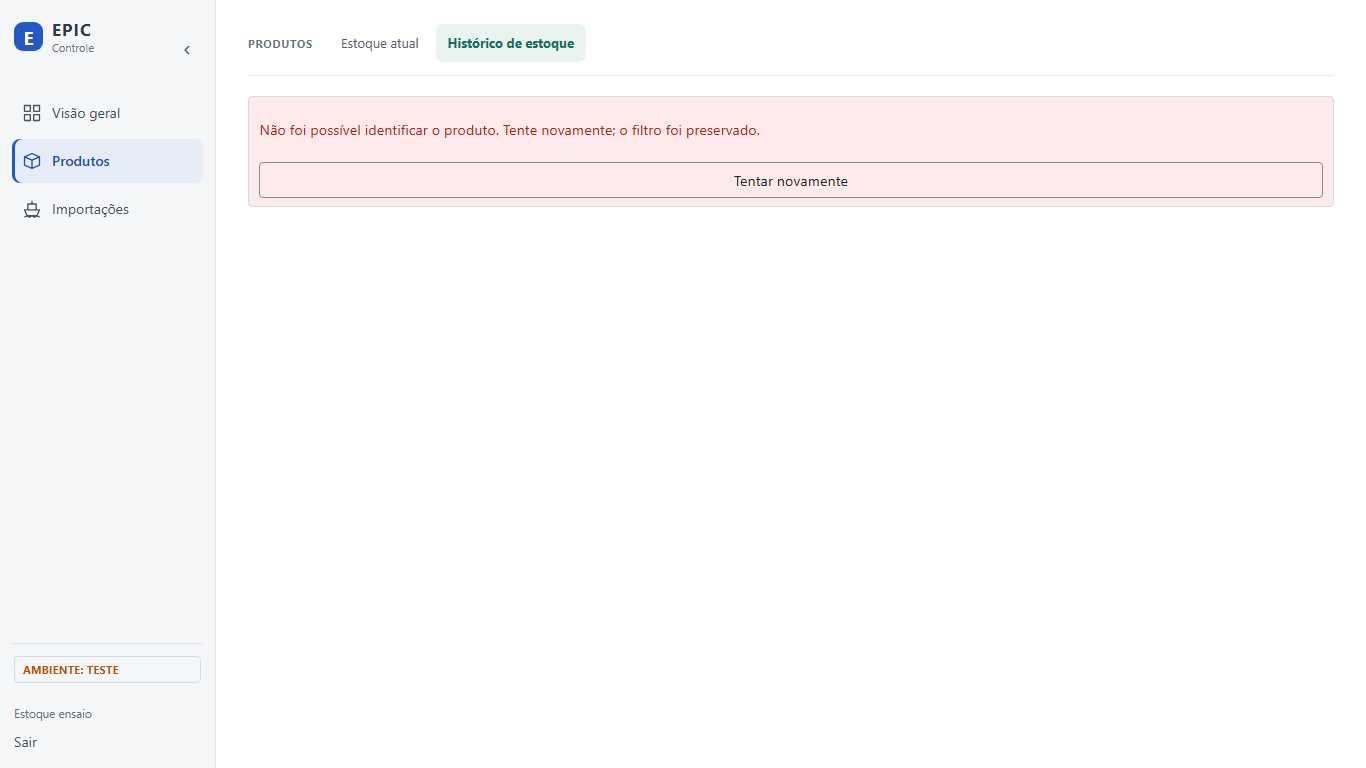 E
EPIC
Controle
Visão geral
Produtos
Importações
AMBIENTE: TESTE
Estoque ensaio
Sair
PRODUTOS
Estoque atual
Histórico de estoque
Não foi possível identificar o produto. Tente novamente; o filtro foi preservado.
Tentar novamente